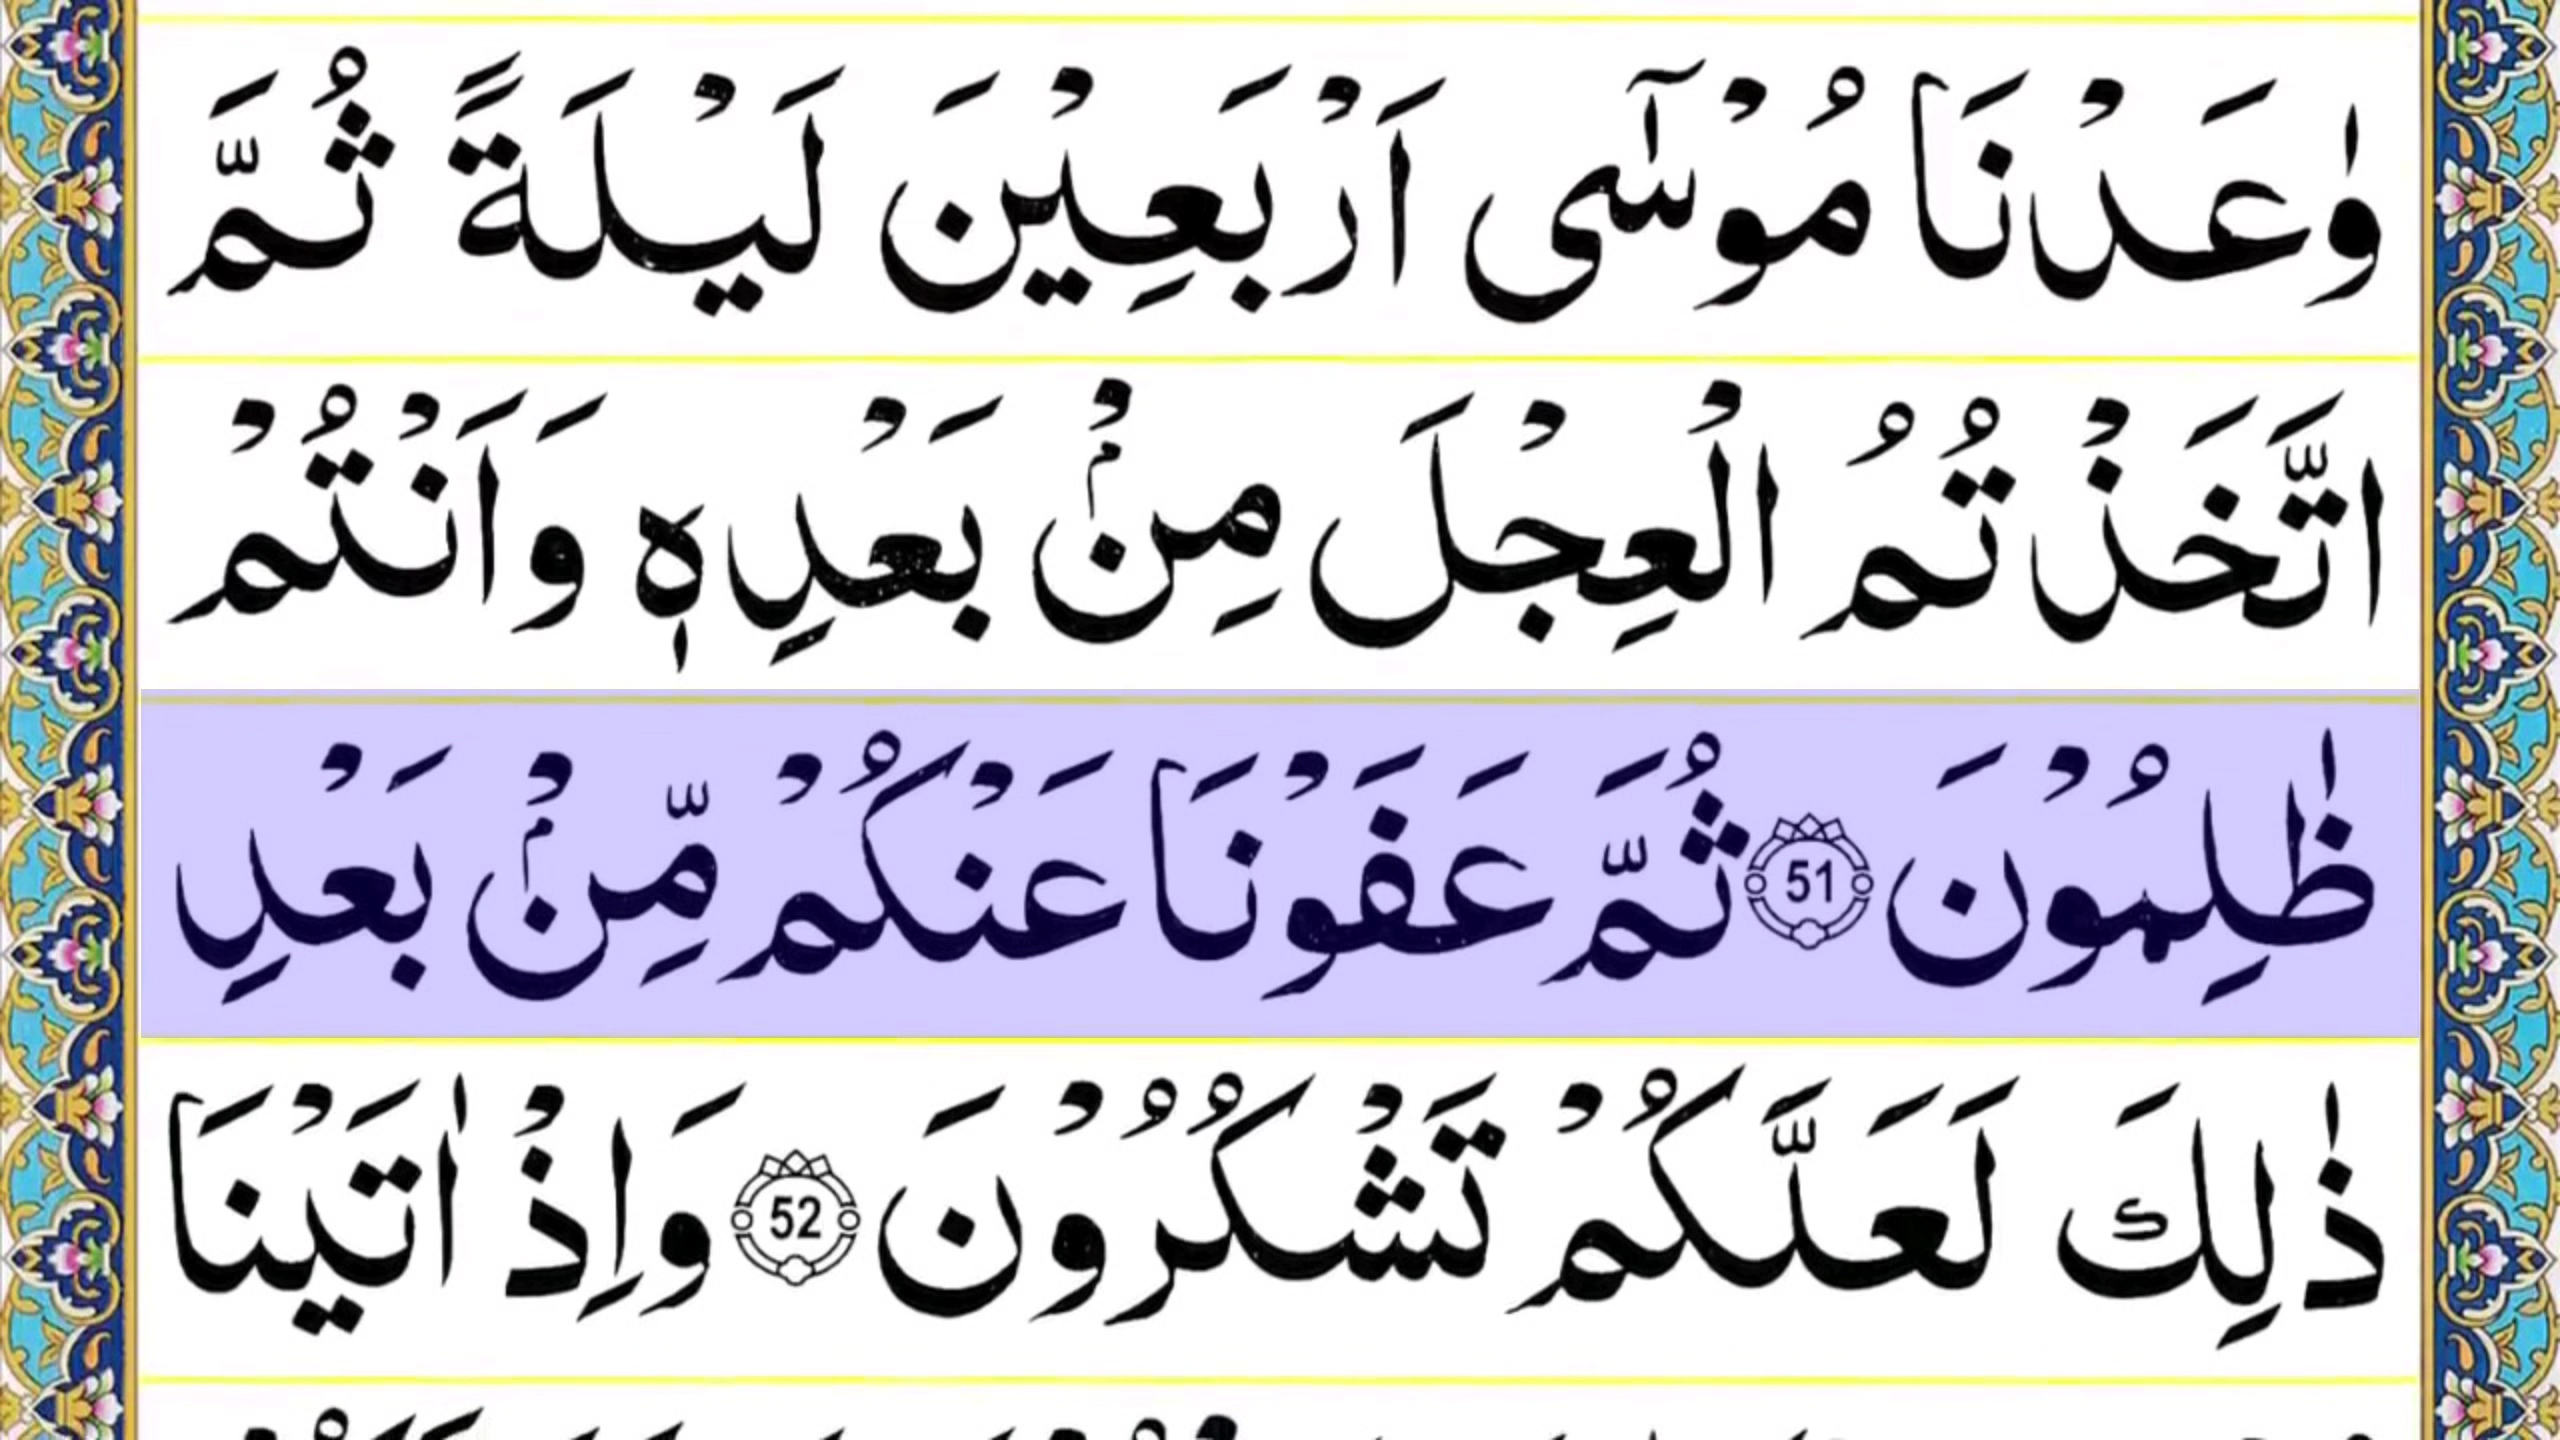 وٰعَدْنَا مُوْسٰٓى اَرْبَعِيْنَ لَيْلَةً ثُمَّ
اتَّخَذْتُمُ الْعِجْلَ مِنْۢ بَعْدِهٖ وَاَنْتُمْ
ظٰلِمُوْنَ 51 ثُمَّ عَفَوْنَا عَنْكُمْ مِّنْۢ بَعْدِ
ذٰلِكَ لَعَلَّكُمْ تَشْكُرُوْنَ 52 وَاِذْ اٰتَيْنَا